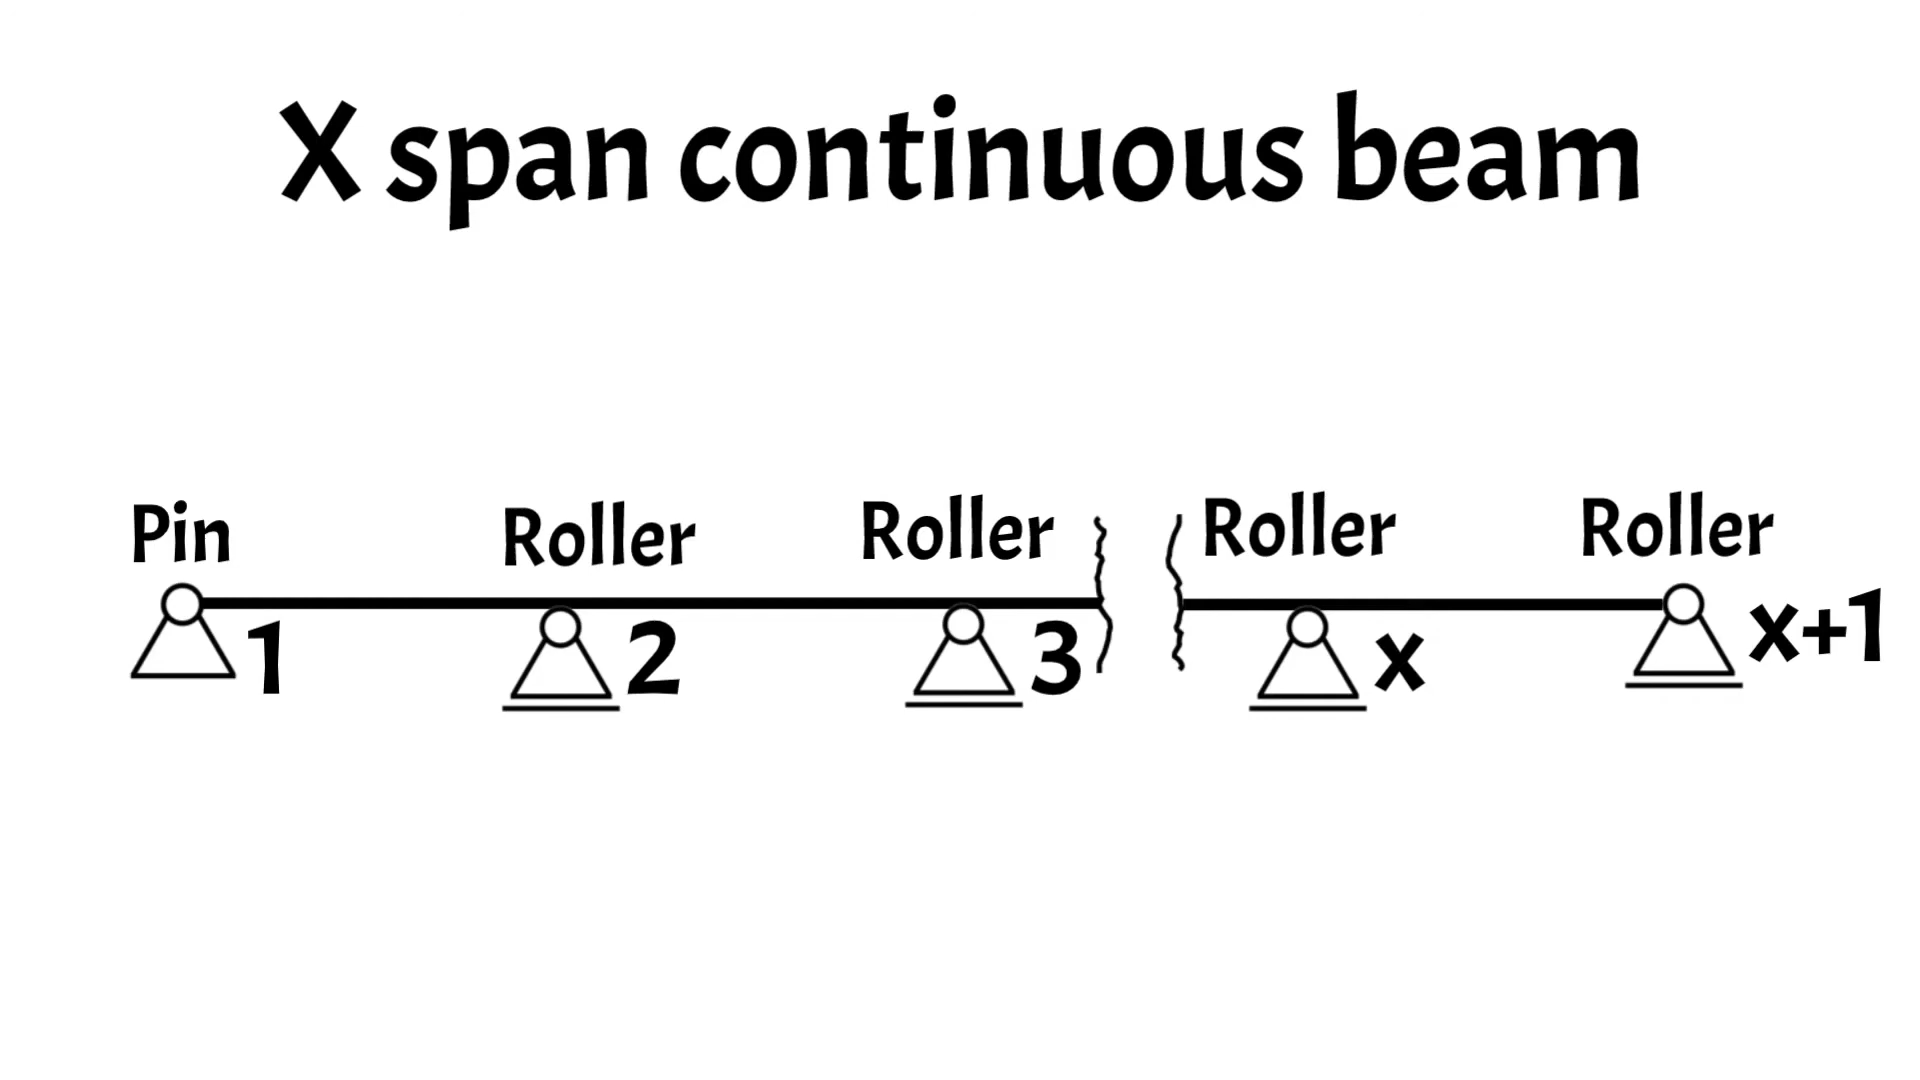 X span continuous beam
Pin Roller Roller Roller Roller
1 2 3 x x+1